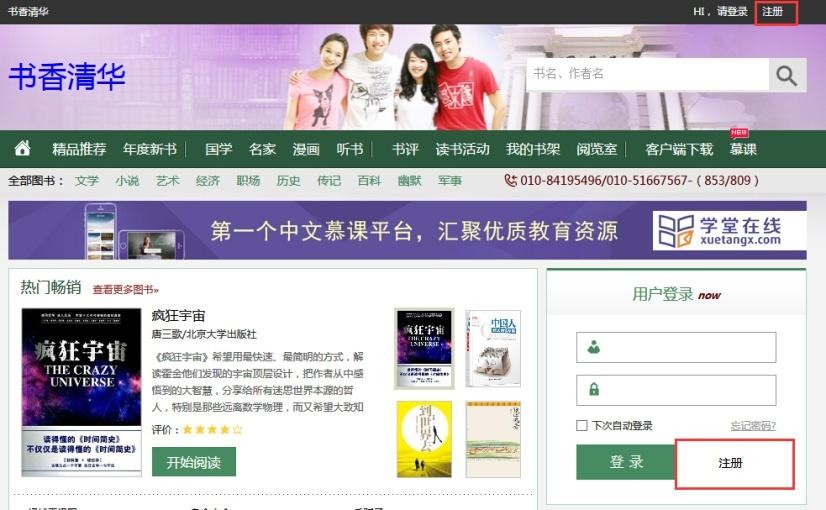 书香清华
HI， 请登录 注册
书香清华
书名、作者名
精品推荐 年度新书 国学 名家 漫画 听书 书评 读书活动 我的书架 阅览室 客户端下载 慕课
NEW
全部图书： 文学 小说 艺术 经济 职场 历史 传记 百科 幽默 军事 010-84195496/010-51667567-（853/809）
第一个中文慕课平台，汇聚优质教育资源
学堂在线
xuetangx.com
热门畅销 查看更多图书»
疯狂宇宙
THE CRAZY
UNIVERSE
读得懂的《时间简史》
不仅仅是读得懂的《时间简史》
疯狂宇宙
唐三歌/北京大学出版社
《疯狂宇宙》希望用最快速、最简明的方式，解
读霍金他们发现的宇宙顶层设计，把作者从中感
悟到的大智慧，分享给所有迷思世界本源的哲
人，特别是那些远离数学物理，而又希望大致知
评价：
开始阅读
疯狂宇宙
THE CRAZY
UNIVERSE
中国人
到世界去
用户登录 now
下次自动登录 忘记密码?
登 录 注册